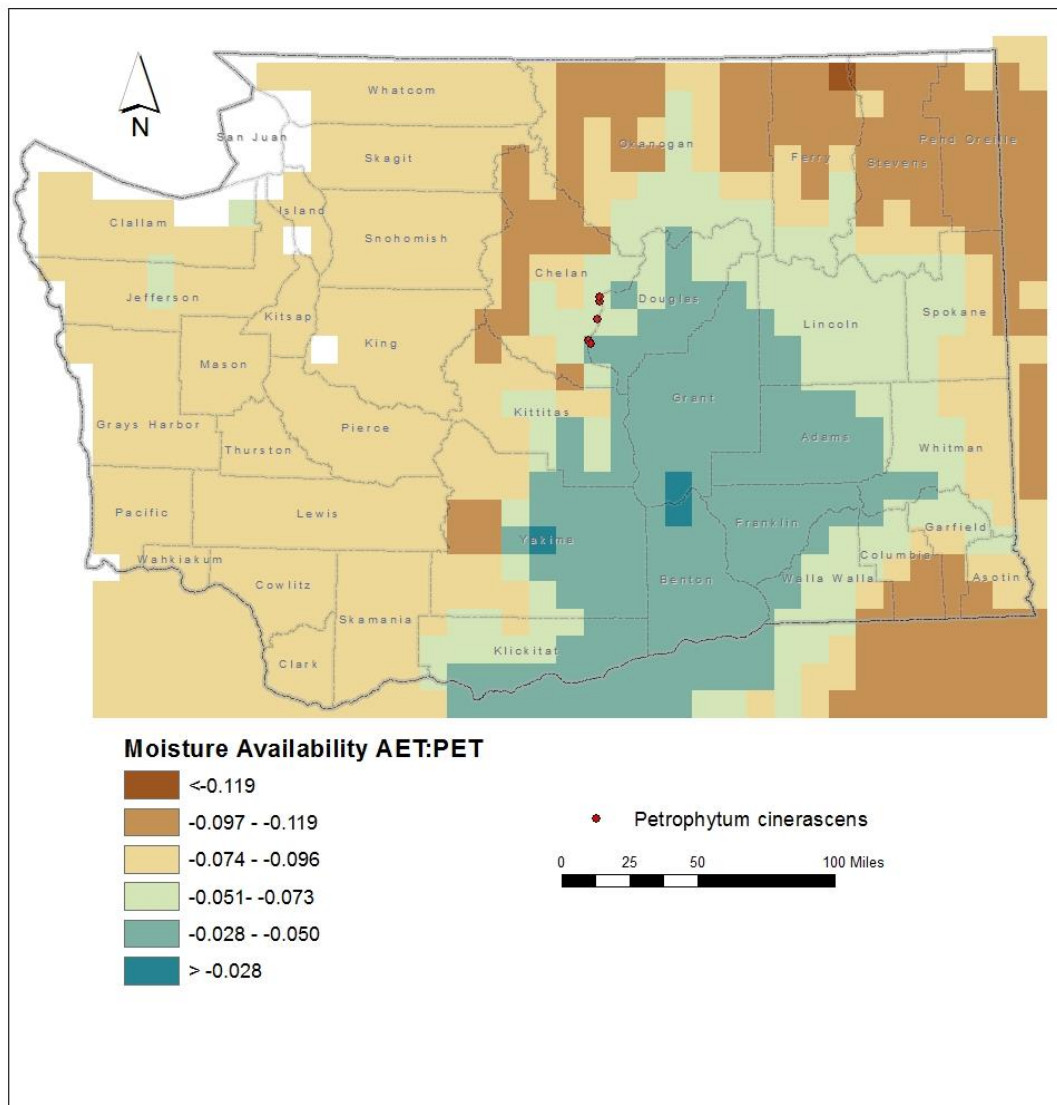 N
Whatcom
San Juan
Skagit
Okanogan
Ferry
Stevens
Pend Oreille
Clallam
Island
Snohomish
Chelan
Douglas
Jefferson
Kitsap
King
Lincoln
Spokane
Mason
Grays Harbor
Kittitas
Grant
Pierce
Thurston
Adams
Whitman
Pacific
Lewis
Yakima
Franklin
Garfield
Wahkiakum
Columbia
Cowlitz
Benton
Walla Walla
Asotin
Skamania
Klickitat
Clark
Moisture Availability AET:PET
<-0.119
-0.097 - -0.119
-0.074 - -0.096
-0.051- -0.073
-0.028 - -0.050
> -0.028
Petrophytum cinerascens
0 25 50 100 Miles